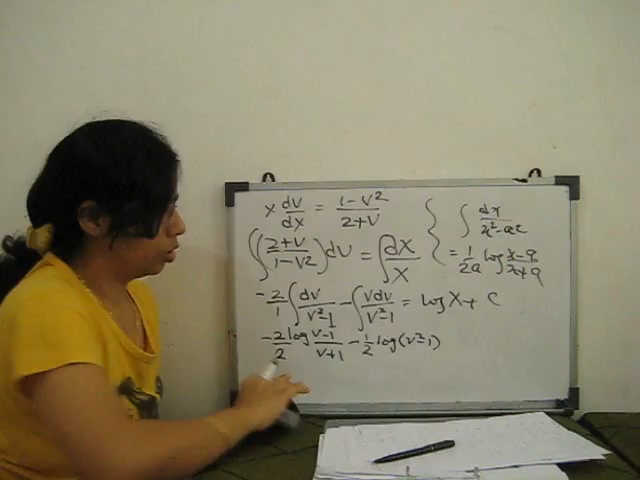 x dv/dx = 1-v²/2+v
∫(2+v/1-v2)dv = ∫dx/x
-2/1∫dv/v²-1 - ∫vdv/v²-1 = log x + c
-2/2 log v-1/v+1 - 1/2 log(v²-1)
∫dx/x²-a2
= 1/2a log x-a/x+a